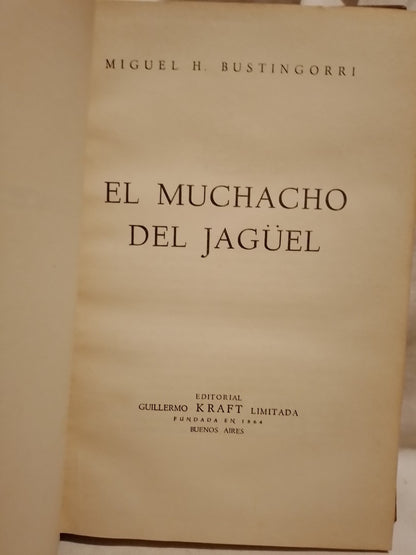 MIGUEL H. BUSTINGORRI
EL MUCHACHO
DEL JAGÜEL
EDITORIAL
GUILLERMO KRAFT LIMITADA
FUNDADA EN 1864
BUENOS AIRES